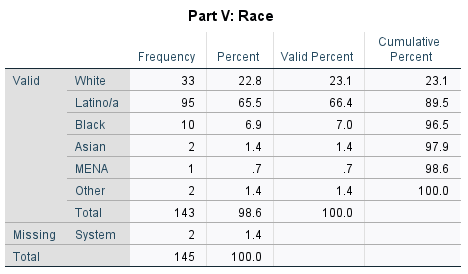 Part V: Race
Frequency Percent Valid Percent Cumulative Percent
Valid White 33 22.8 23.1 23.1
Latino/a 95 65.5 66.4 89.5
Black 10 6.9 7.0 96.5
Asian 2 1.4 1.4 97.9
MENA 1 .7 .7 98.6
Other 2 1.4 1.4 100.0
Total 143 98.6 100.0
Missing System 2 1.4
Total 145 100.0